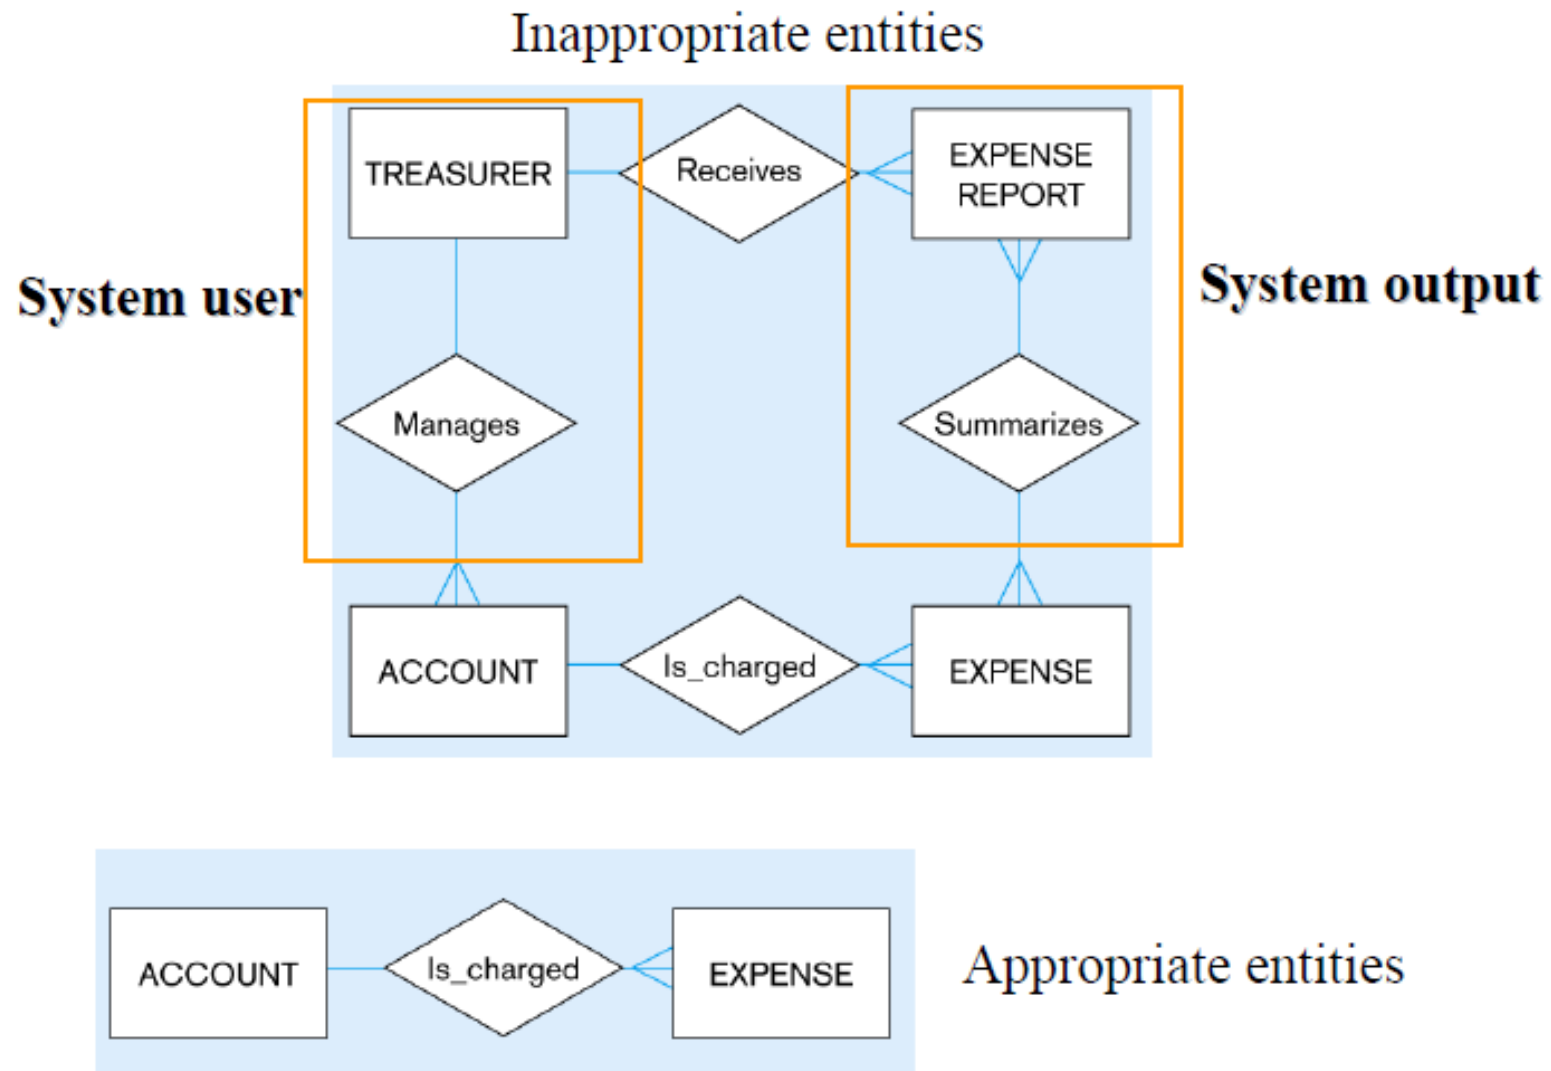 Inappropriate entities
TREASURER
Receives
EXPENSE
REPORT
System user
System output
Manages
Summarizes
ACCOUNT
Is_charged
EXPENSE
ACCOUNT
Is_charged
EXPENSE
Appropriate entities